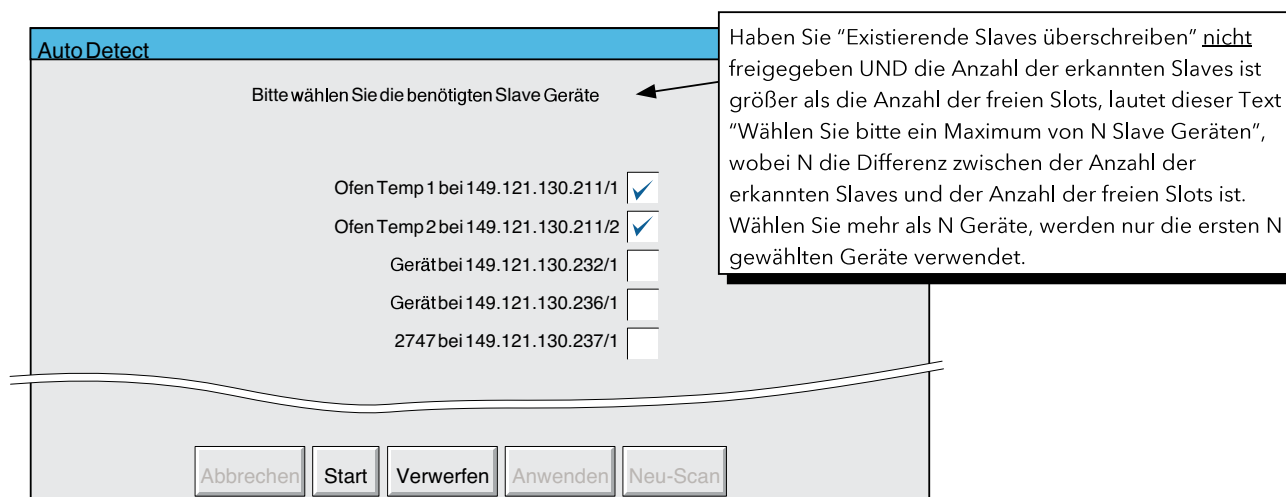 Auto Detect
Bitte wählen Sie die benötigten Slave Geräte
Haben Sie “Existierende Slaves überschreiben” nicht
freigegeben UND die Anzahl der erkannten Slaves ist
größer als die Anzahl der freien Slots, lautet dieser Text
“Wählen Sie bitte ein Maximum von N Slave Geräten”,
wobei N die Differenz zwischen der Anzahl der
erkannten Slaves und der Anzahl der freien Slots ist.
Wählen Sie mehr als N Geräte, werden nur die ersten N
gewählten Geräte verwendet.
Ofen Temp 1 bei 149.121.130.211/1
Ofen Temp 2 bei 149.121.130.211/2
Gerät bei 149.121.130.232/1
Gerät bei 149.121.130.236/1
2747 bei 149.121.130.237/1
Abbrechen Start Verwerfen Anwenden Neu-Scan